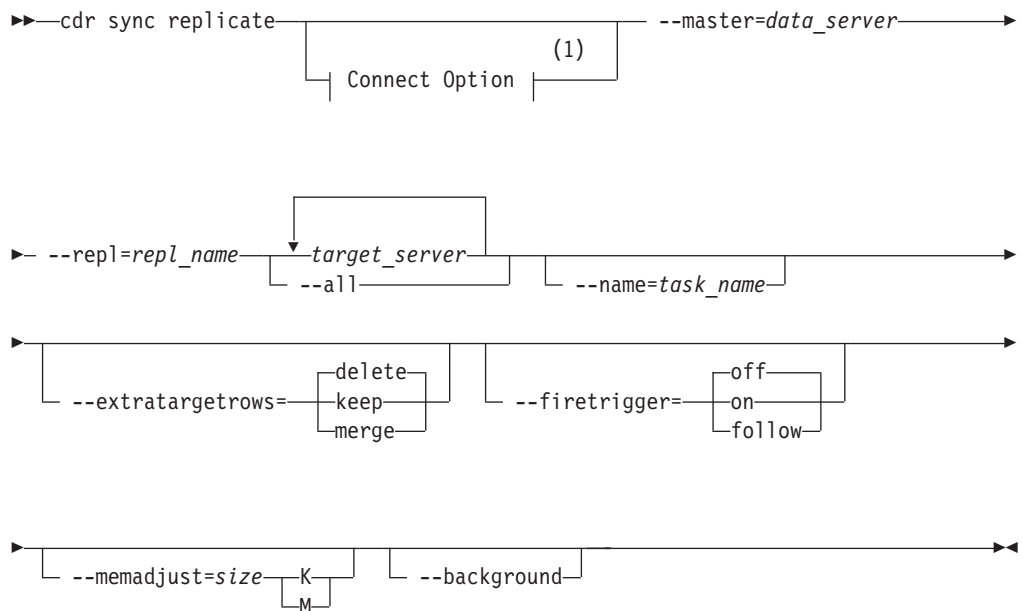 cdr sync replicate --master=data_server
(1)
Connect Option
--repl=repl_name target_server
--all --name=task_name
delete off
--extratargetrows= keep --firetrigger= on
merge follow
--memadjust=size K --background
M